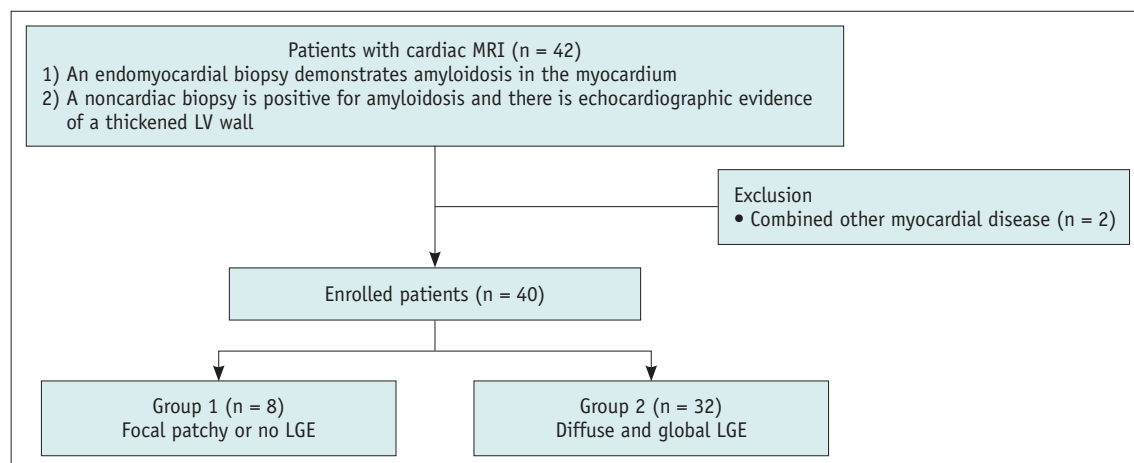 Patients with cardiac MRI (n = 42)
1) An endomyocardial biopsy demonstrates amyloidosis in the myocardium
2) A noncardiac biopsy is positive for amyloidosis and there is echocardiographic evidence
of a thickened LV wall
Exclusion
• Combined other myocardial disease (n = 2)
Enrolled patients (n = 40)
Group 1 (n = 8)
Focal patchy or no LGE
Group 2 (n = 32)
Diffuse and global LGE